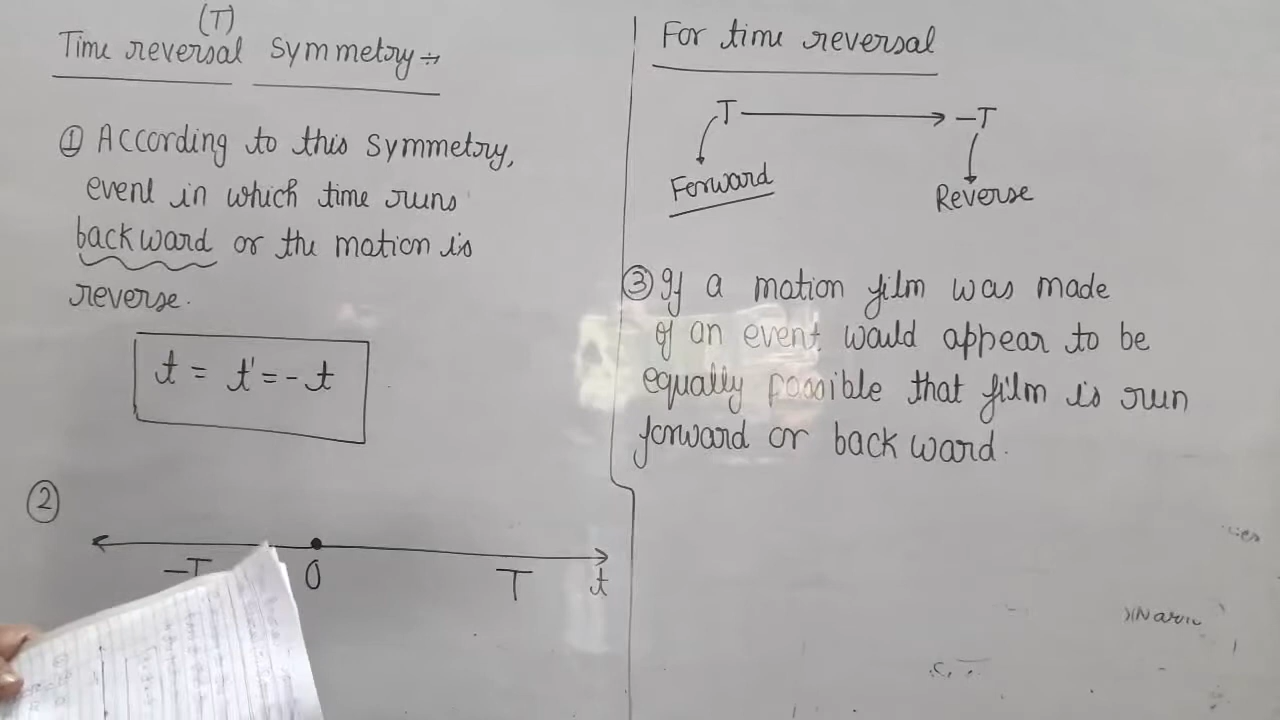 (T)
Time reversal symmetry :-
① According to this symmetry,
event in which time runs
backward or the motion is
reverse.
t = t' = - t
②
-T 0 T t
For time reversal
T → -T
Forward Reverse
③ If a motion film was made
of an event would appear to be
equally possible that film is run
forward or back ward.